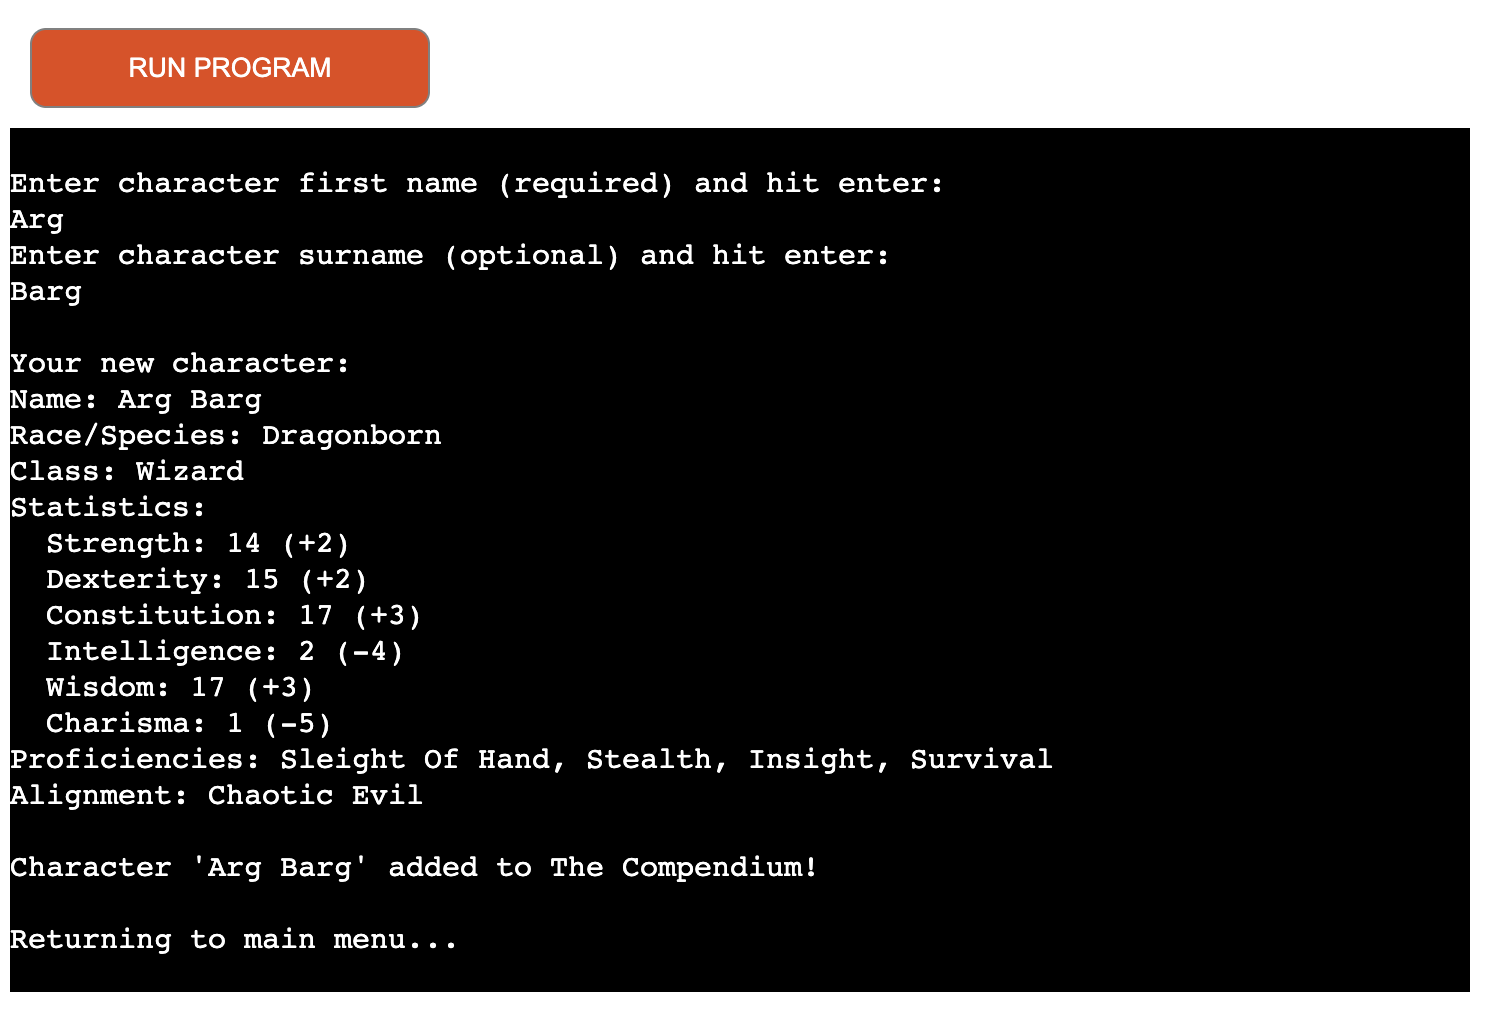 RUN PROGRAM
Enter character first name (required) and hit enter:
Arg
Enter character surname (optional) and hit enter:
Barg
Your new character:
Name: Arg Barg
Race/Species: Dragonborn
Class: Wizard
Statistics:
  Strength: 14 (+2)
  Dexterity: 15 (+2)
  Constitution: 17 (+3)
  Intelligence: 2 (-4)
  Wisdom: 17 (+3)
  Charisma: 1 (-5)
Proficiencies: Sleight Of Hand, Stealth, Insight, Survival
Alignment: Chaotic Evil
Character 'Arg Barg' added to The Compendium!
Returning to main menu...